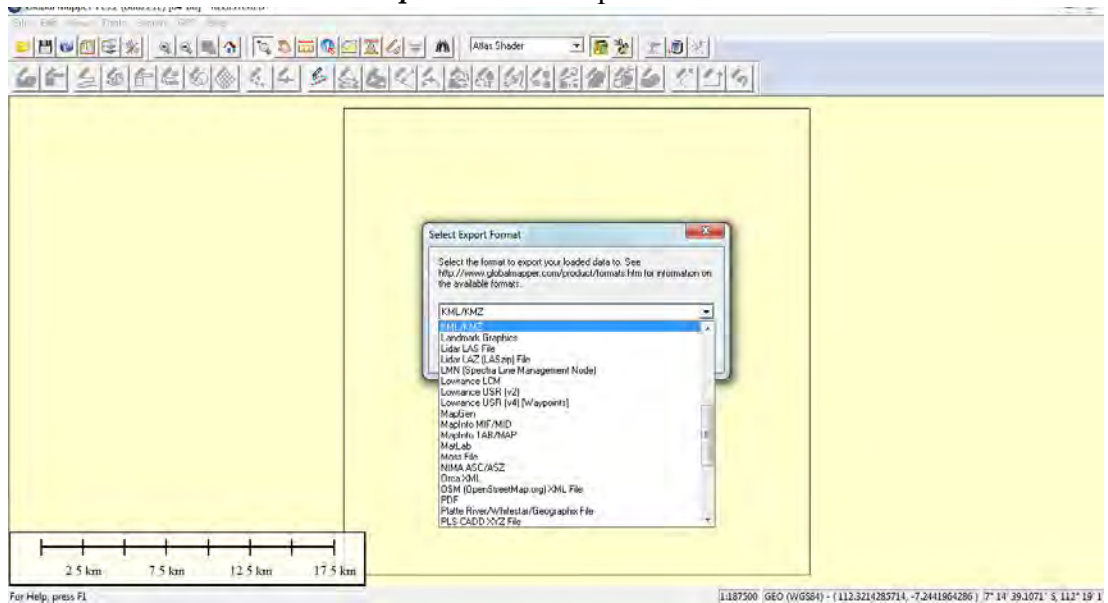 Atlas Shader
Select Export Format
Select the format to export your loaded data to. See
http://www.globalmapper.com/product/formats.htm for information on
the available formats.
KML/KMZ
KML/KMZ
Landmark Graphics
Lidar LAS File
Lidar LAZ (LASzip) File
LMN (Spectra Line Management Node)
Lowrance LCM
Lowrance USR (v2)
Lowrance USR (v4) [Waypoints]
MapGen
MapInfo MIF/MID
MapInfo TAB/MAP
MatLab
Moss File
NIMA ASC/ASZ
Orca XML
OSM (OpenStreetMap.org) XML File
PDF
Platte River/Whitestar/Geographix File
PLS-CADD XYZ File
2.5 km 7.5 km 12.5 km 17.5 km
For Help, press F1
1:187500 GEO (WGS84) - ( 112.3214285714, -7.2441964286 ) 7° 14' 39.1071" S, 112° 19' 1